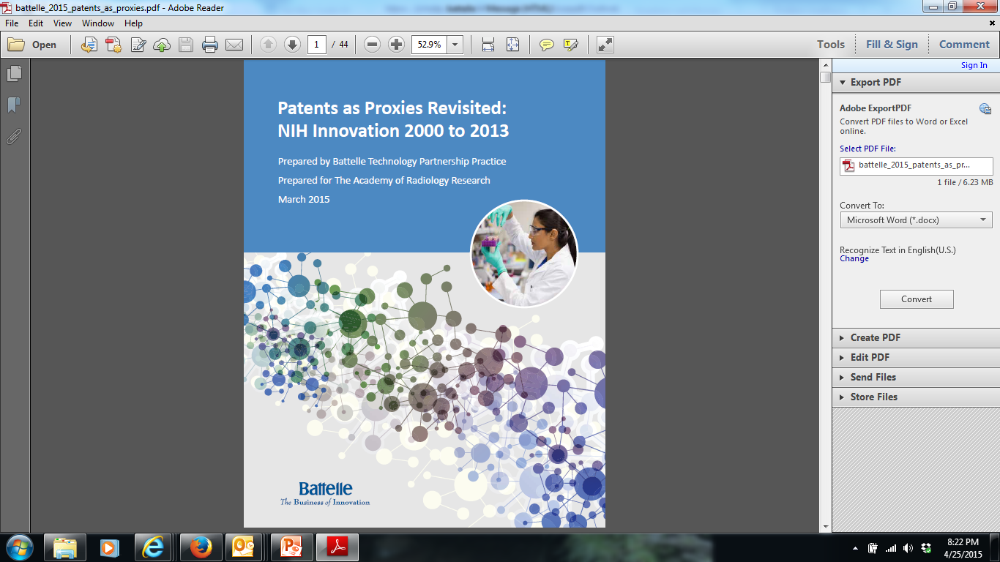 battelle_2015_patents_as_proxies.pdf - Adobe Reader
File Edit View Window Help
Open 1 / 44 52.9% Tools Fill & Sign Comment
Sign In
Export PDF
Adobe ExportPDF
Convert PDF files to Word or Excel
online.
Select PDF File:
battelle_2015_patents_as_pr...
1 file / 6.23 MB
Convert To:
Microsoft Word (*.docx)
Recognize Text in English(U.S.)
Change
Convert
Create PDF
Edit PDF
Send Files
Store Files
Patents as Proxies Revisited:
NIH Innovation 2000 to 2013
Prepared by Battelle Technology Partnership Practice
Prepared for The Academy of Radiology Research
March 2015
Battelle
The Business of Innovation
8:22 PM
4/25/2015